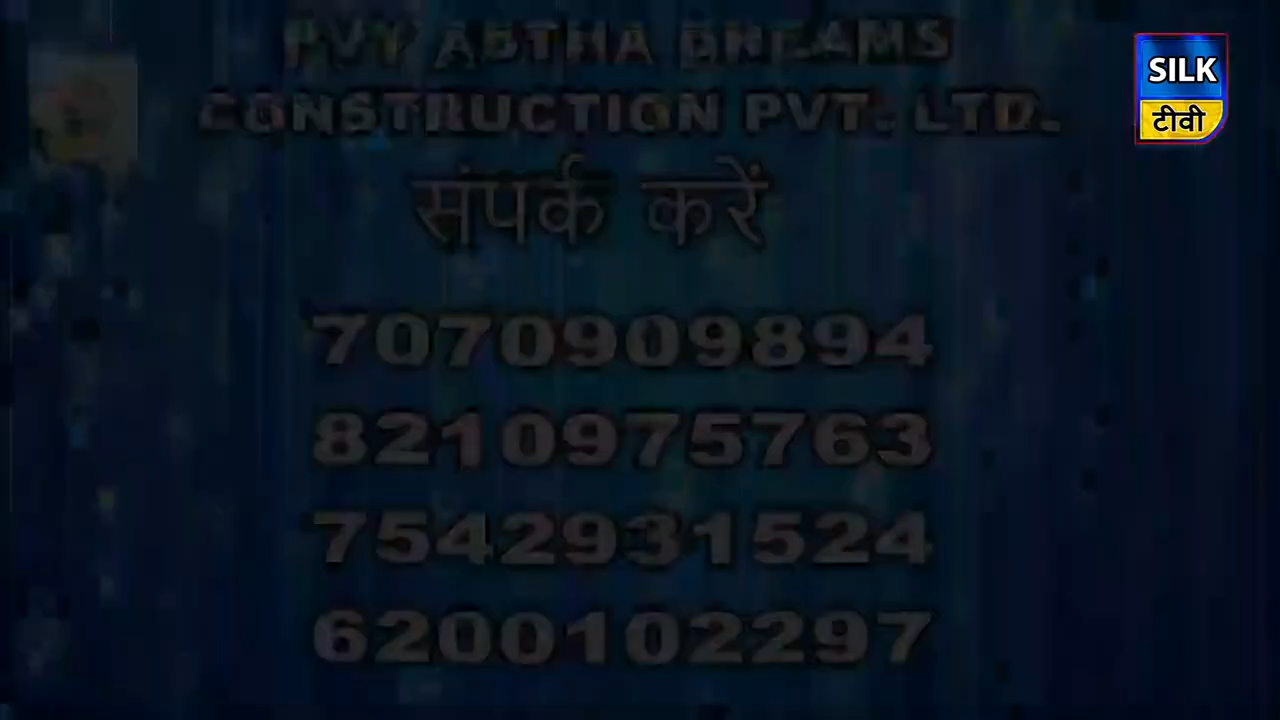 CONSTRUCTION PVT. LTD.
संपर्क करें
7070909894
8210975763
7542931524
6200102297
SILK
टीवी